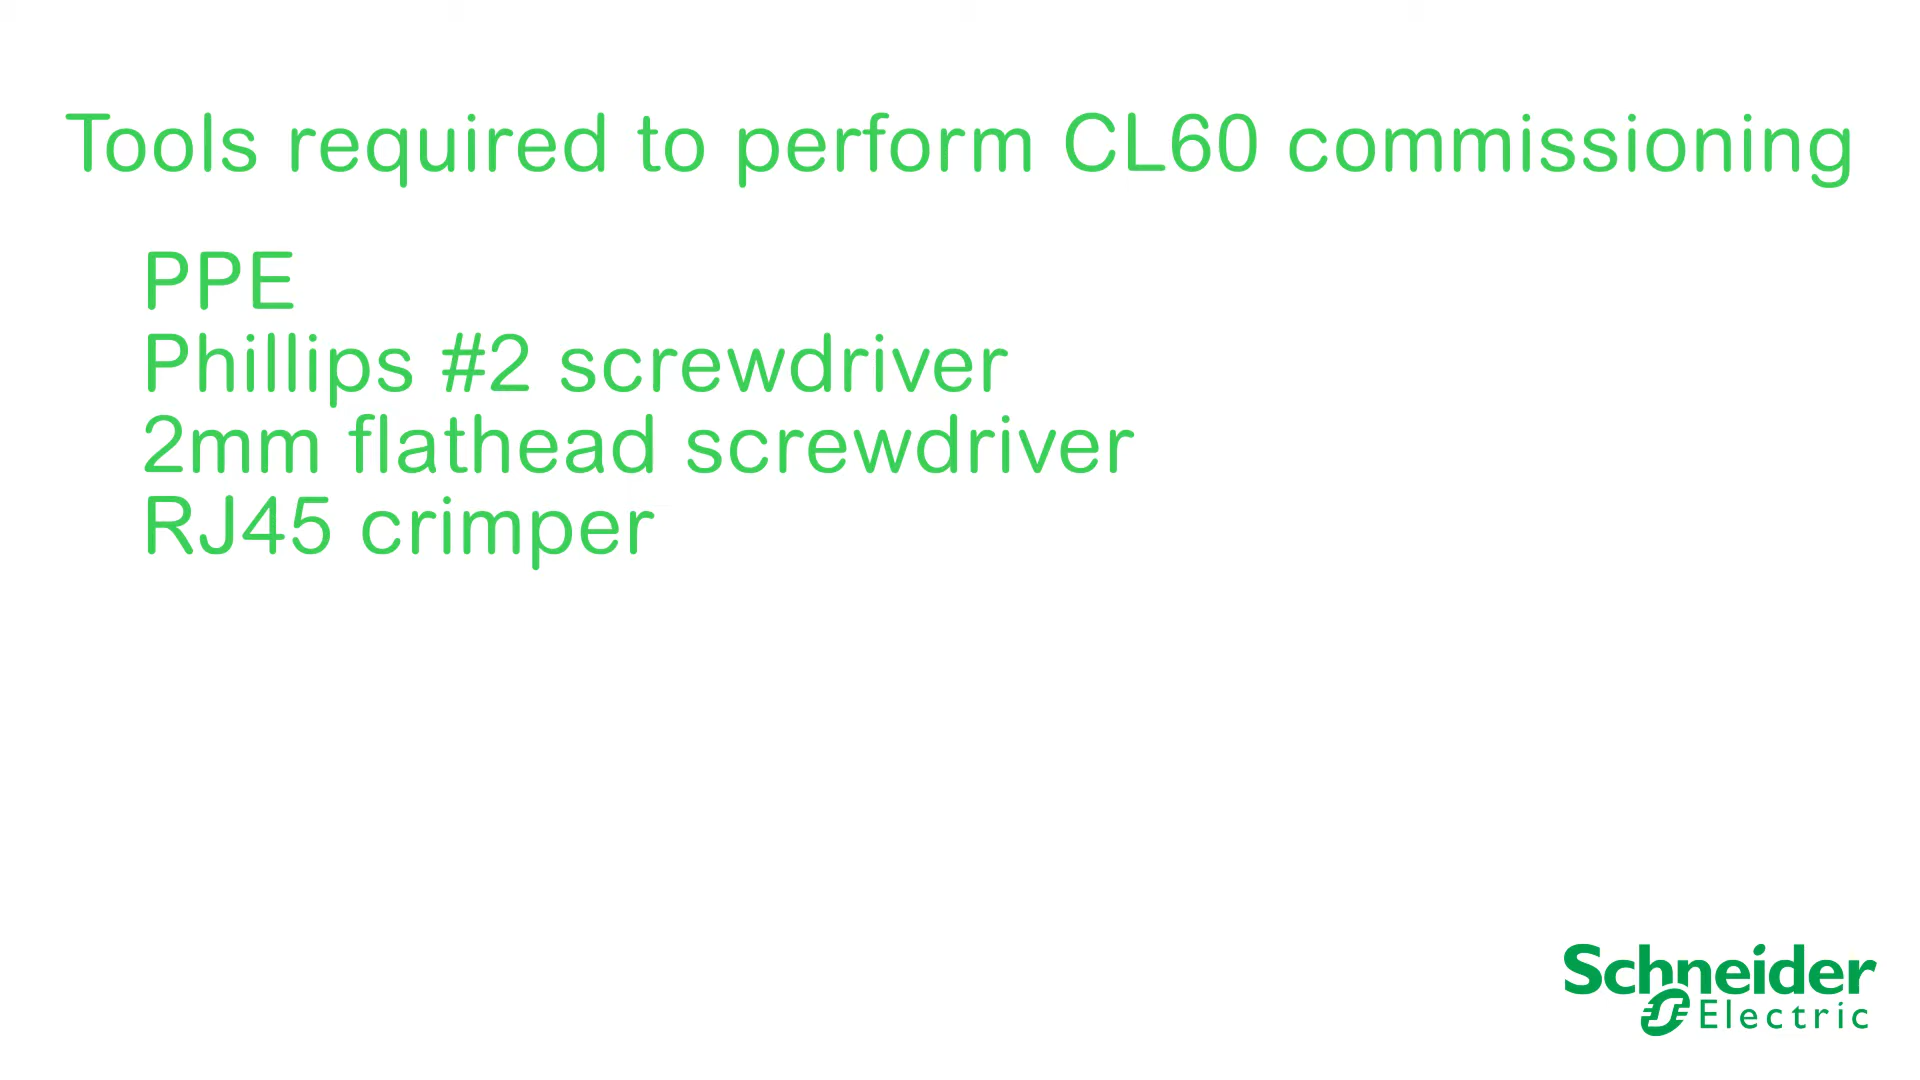 Tools required to perform CL60 commissioning
PPE
Phillips #2 screwdriver
2mm flathead screwdriver
RJ45 crimper
Schneider
Electric